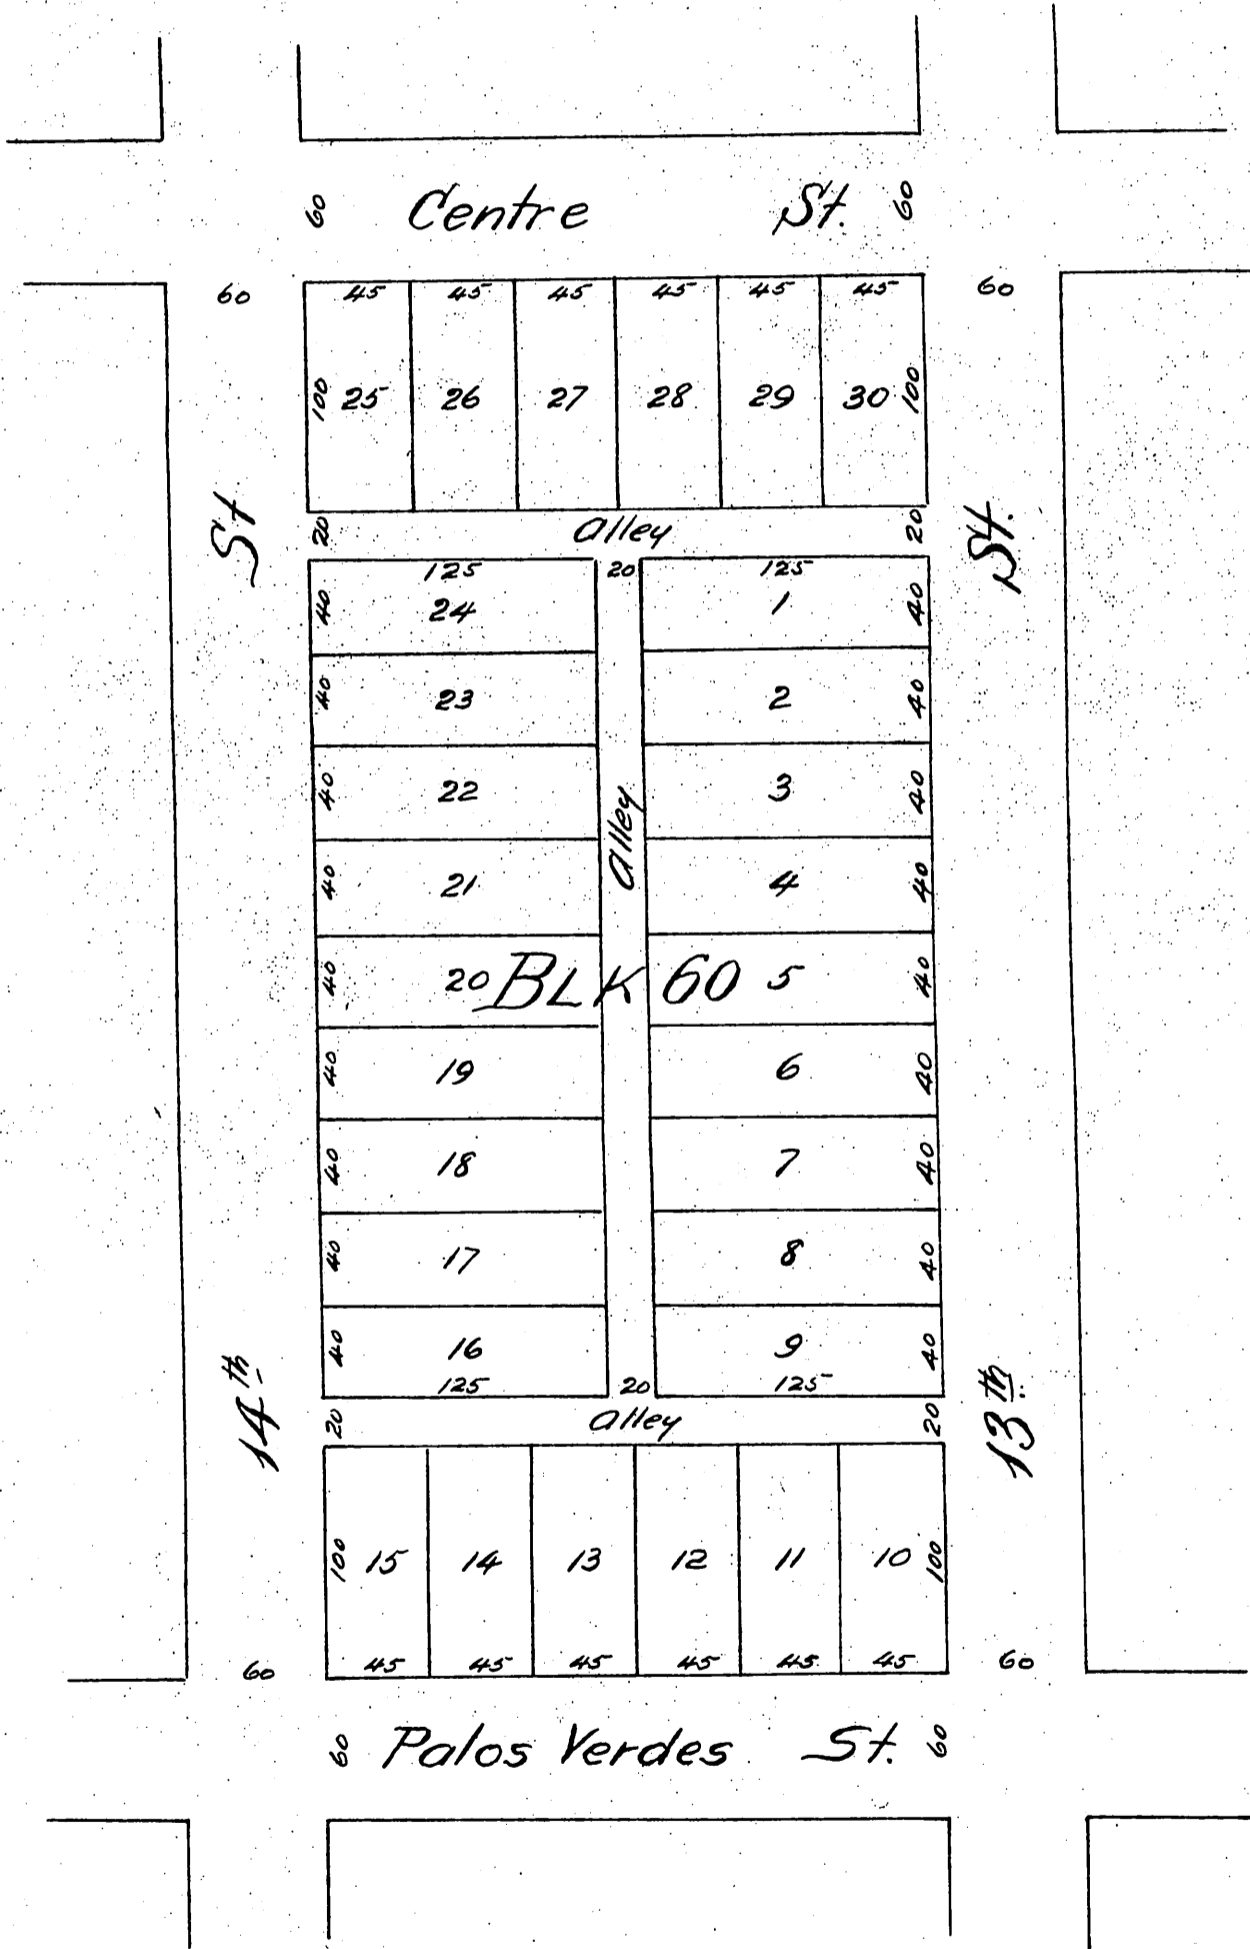 60 Centre St. 60
60 45 45 45 45 45 45 60
100 25 26 27 28 29 30 100
St
St.
20 Alley 20
125 20 125
40 24 1 40
40 23 2 40
40 22 3 40
Alley
40 21 4 40
40 20 BLK 60 5 40
40 19 6 40
40 18 7 40
40 17 8 40
40 16 9 40
125 20 125
14th
13th
20 Alley 20
100 15 14 13 12 11 10 100
60 45 45 45 45 45 45 60
60 Palos Verdes St. 60